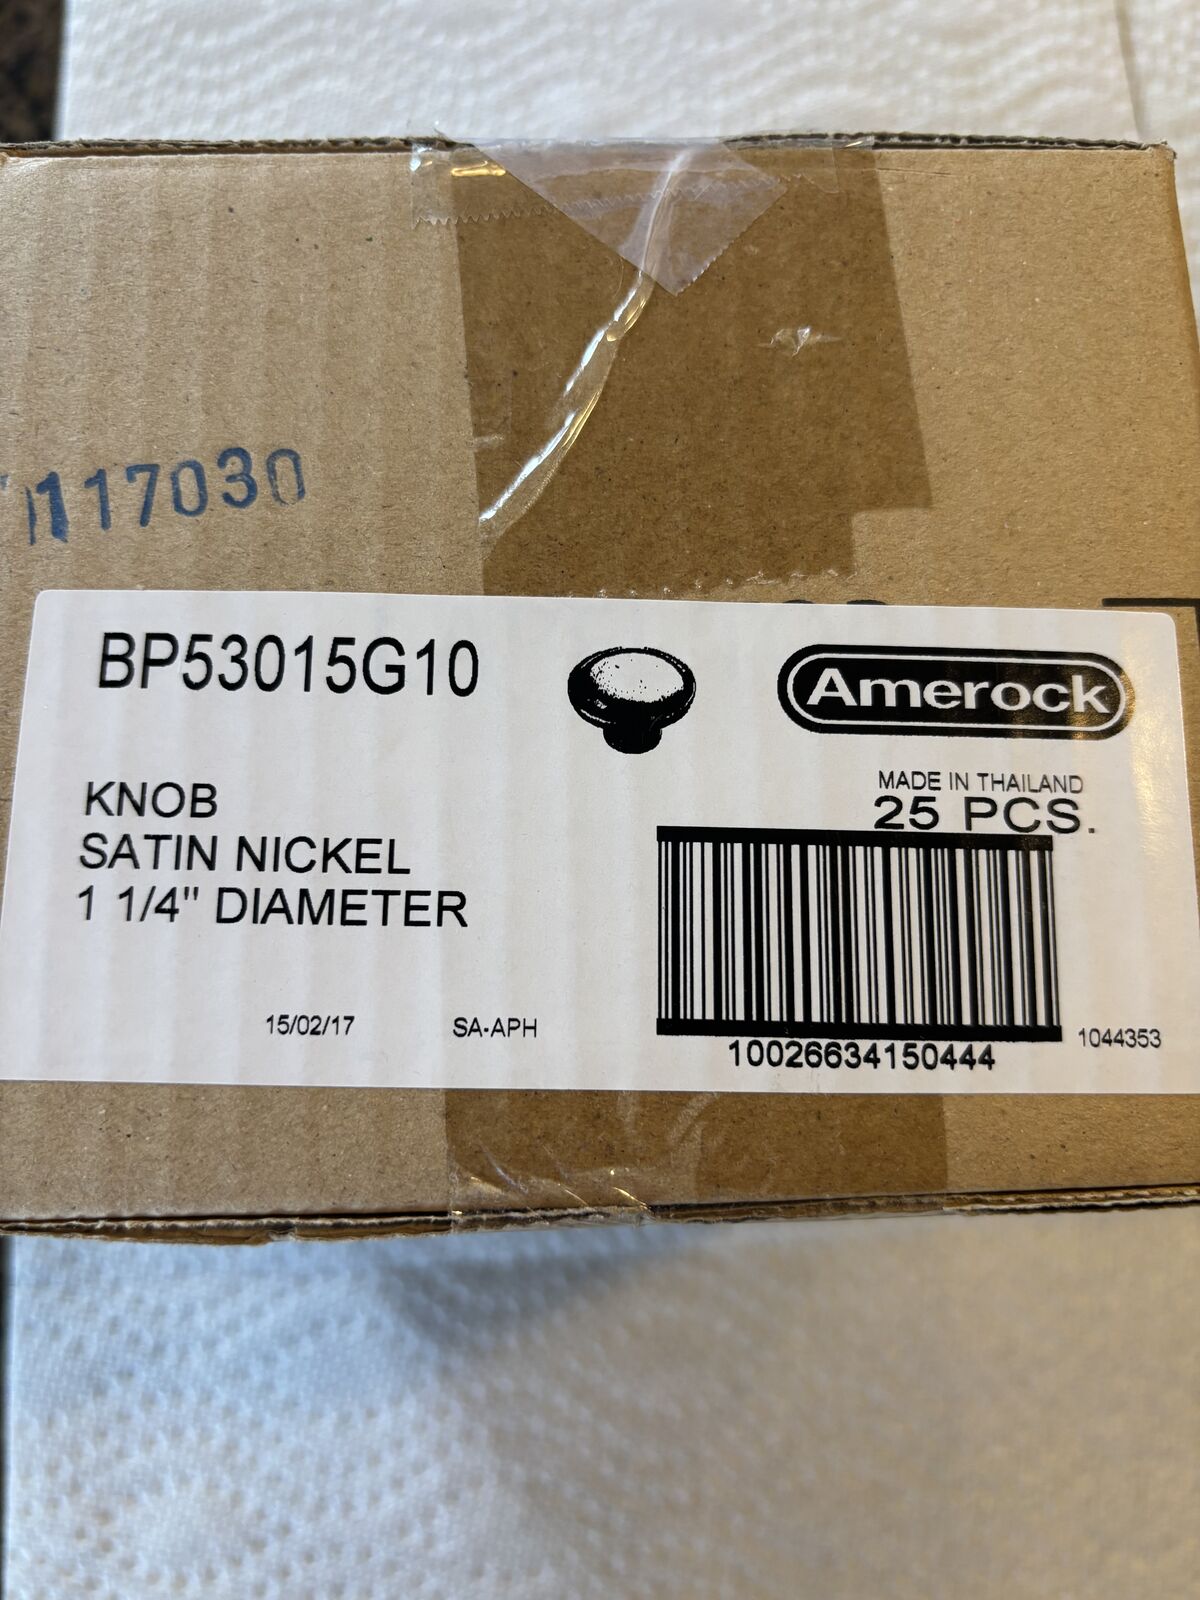 117030
BP53015G10
Amerock
KNOB
SATIN NICKEL
1 1/4" DIAMETER
MADE IN THAILAND
25 PCS.
15/02/17
SA-APH
10026634150444
1044353